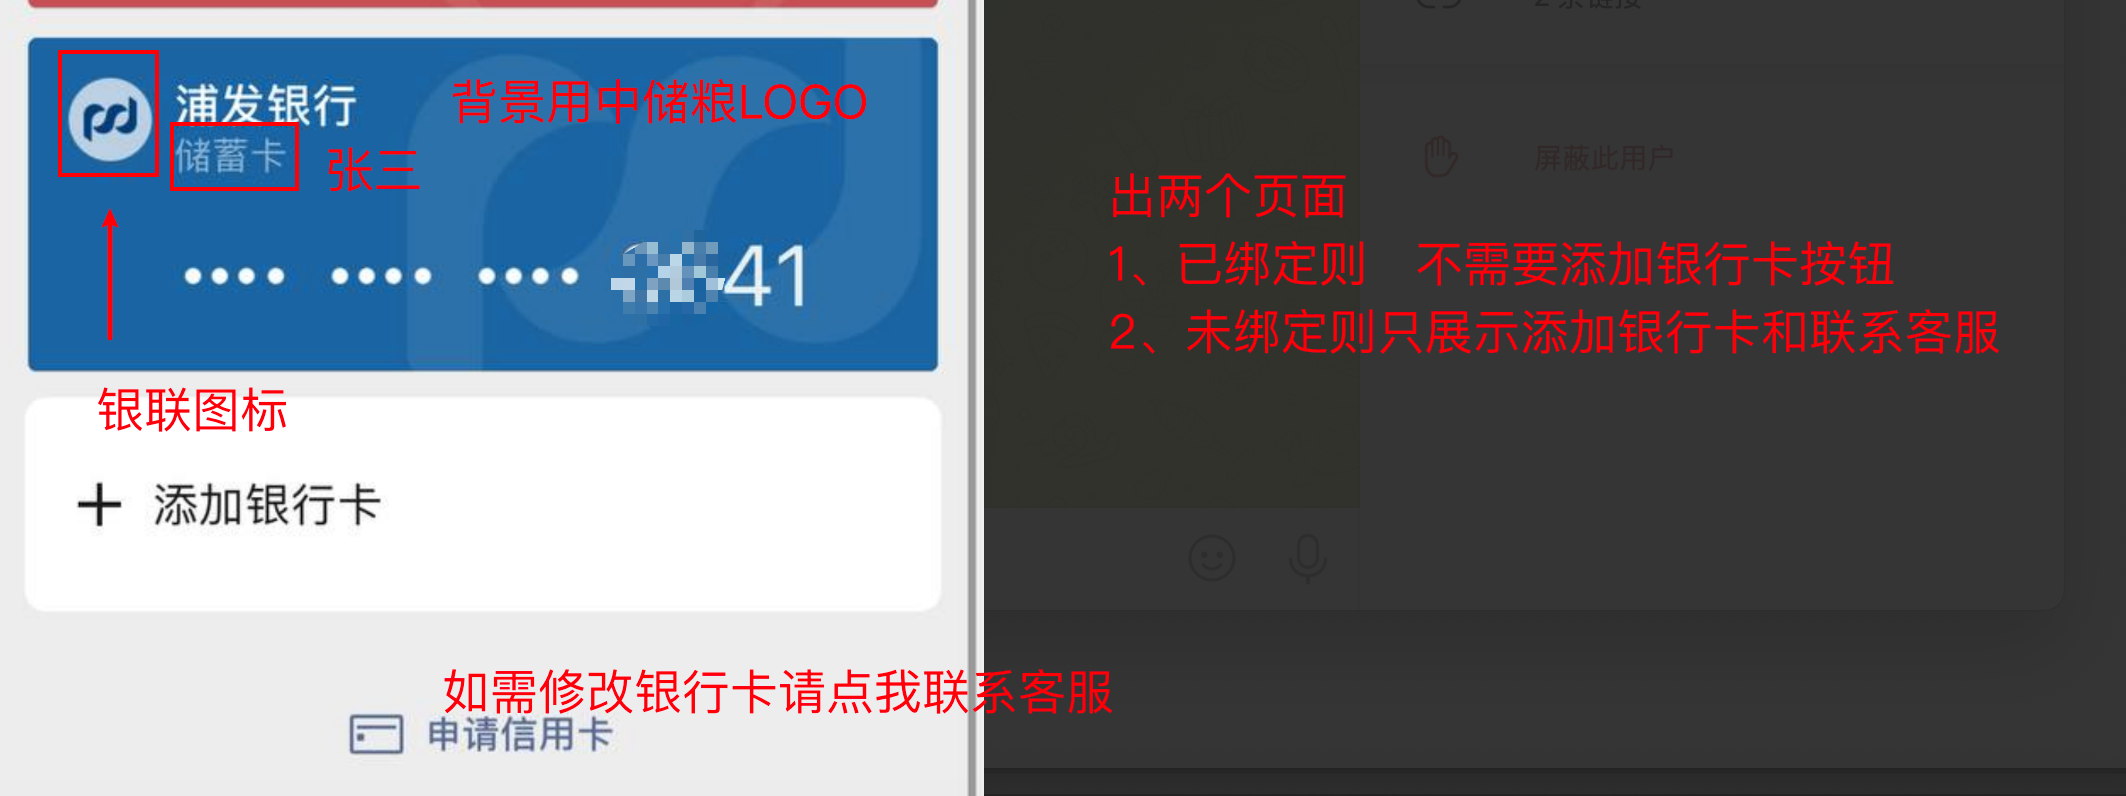 浦发银行
背景用中储粮LOGO
储蓄卡
张三
41
银联图标
添加银行卡
如需修改银行卡请点我联系客服
申请信用卡
2 条链接
屏蔽此用户
出两个页面
1、已绑定则 不需要添加银行卡按钮
2、未绑定则只展示添加银行卡和联系客服